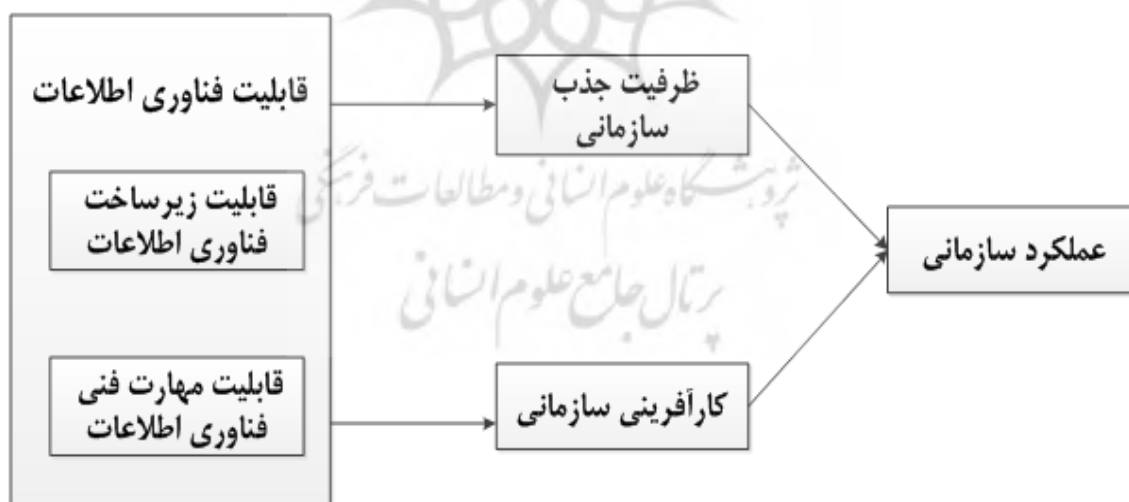 قابلیت فناوری اطلاعات
قابلیت زیرساخت
فناوری اطلاعات
قابلیت مهارت فنی
فناوری اطلاعات
ظرفیت جذب
سازمانی
کارآفرینی سازمانی
عملکرد سازمانی
پژوهشگاه علوم انسانی و مطالعات فرهنگی
پرتال جامع علوم انسانی